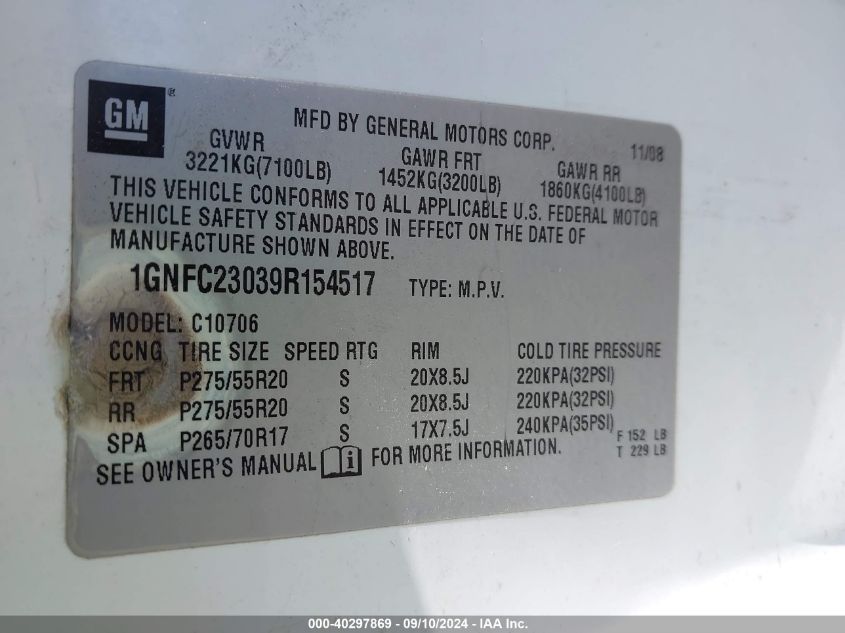 GM ®
MFD BY GENERAL MOTORS CORP. 11/08
GVWR GAWR FRT GAWR RR
3221KG(7100LB) 1452KG(3200LB) 1860KG(4100LB)
THIS VEHICLE CONFORMS TO ALL APPLICABLE U.S. FEDERAL MOTOR
VEHICLE SAFETY STANDARDS IN EFFECT ON THE DATE OF
MANUFACTURE SHOWN ABOVE.
1GNFC23039R154517 TYPE: M.P.V.
MODEL: C10706
CCNG TIRE SIZE SPEED RTG RIM COLD TIRE PRESSURE
FRT P275/55R20 S 20X8.5J 220KPA(32PSI)
RR P275/55R20 S 20X8.5J 220KPA(32PSI)
SPA P265/70R17 S 17X7.5J 240KPA(35PSI)
F 152 LB
T 229 LB
SEE OWNER'S MANUAL i FOR MORE INFORMATION.
000-40297869 - 09/10/2024 - IAA Inc.